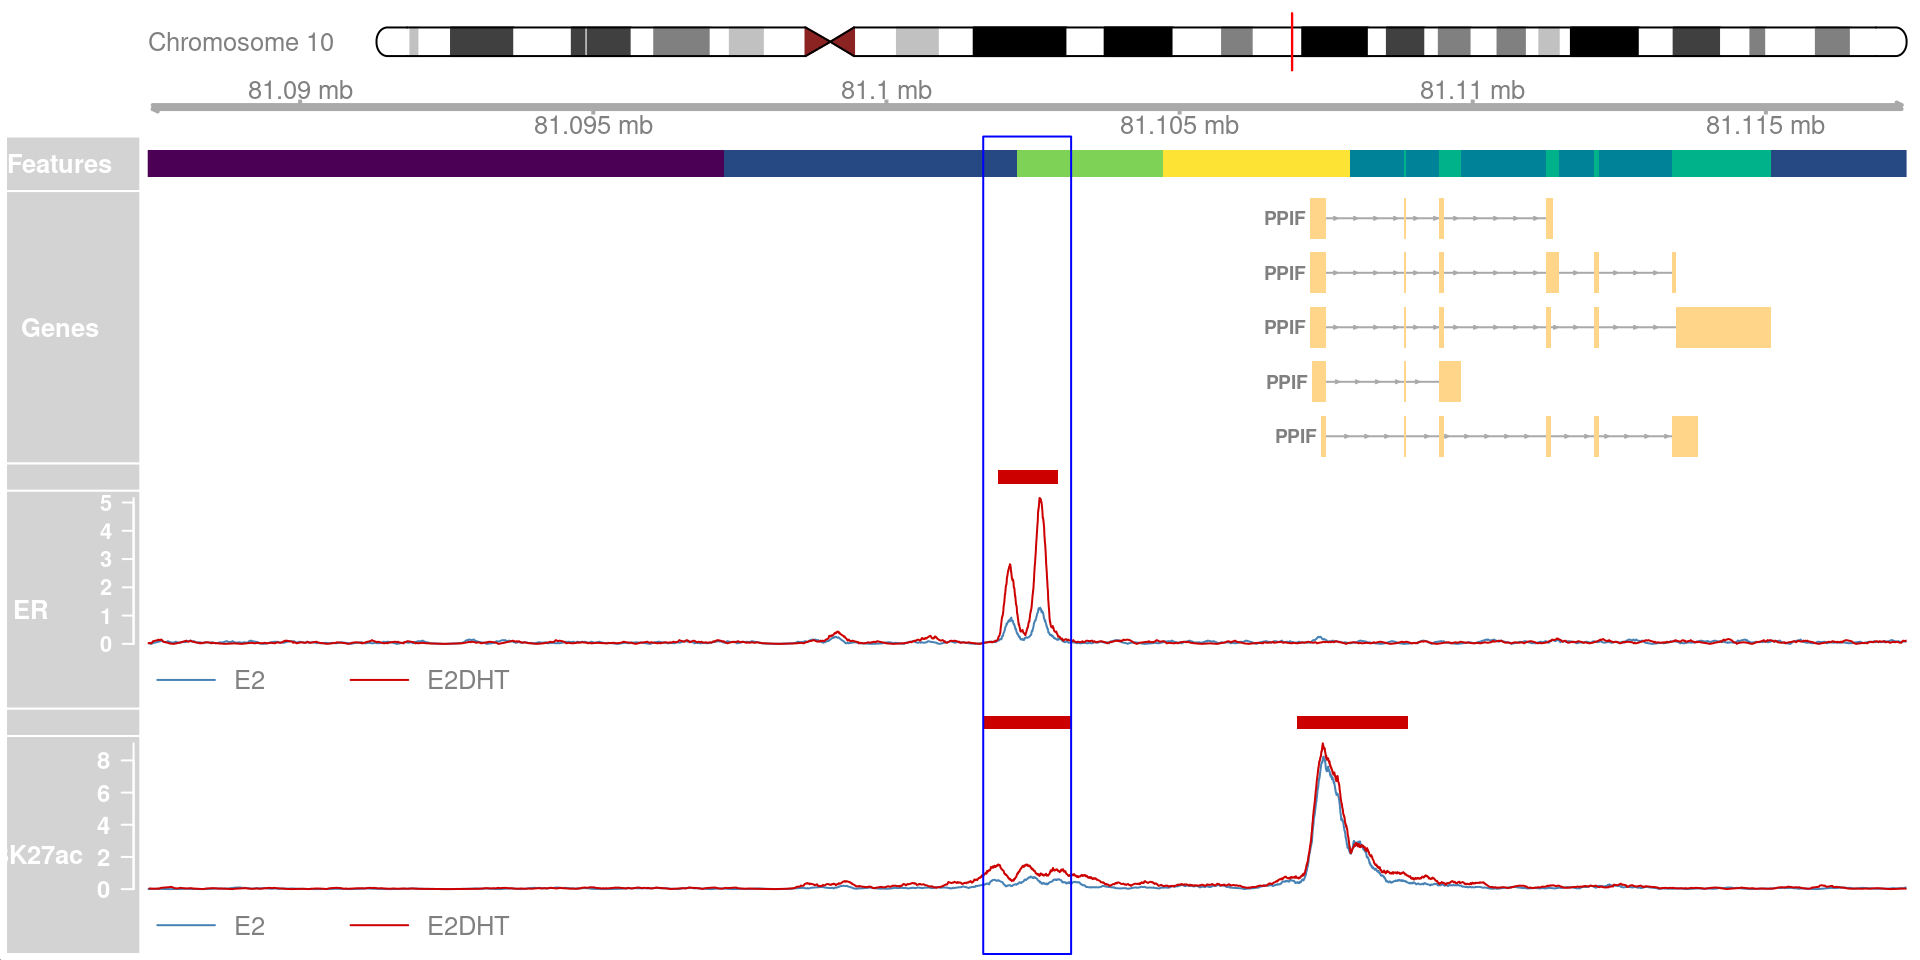 Chromosome 10
81.09 mb 81.1 mb 81.11 mb
81.095 mb 81.105 mb 81.115 mb
Features
PPIF
PPIF
Genes
PPIF
PPIF
PPIF
5
4
3
2
ER
1
0
E2 E2DHT
8
6
4
K27ac
2
0
E2 E2DHT